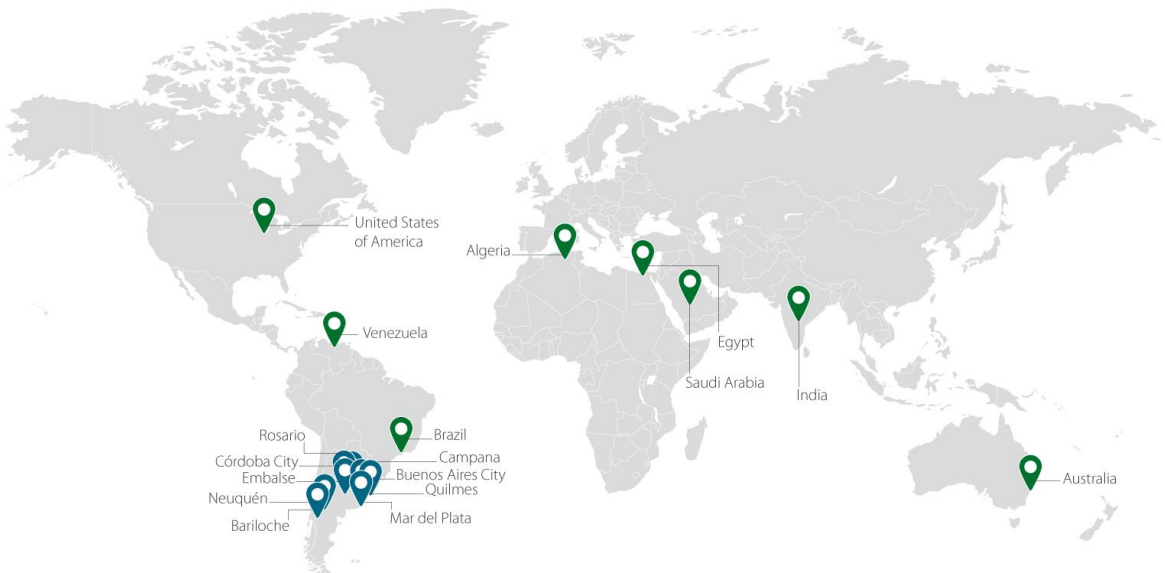 United States
of America
Algeria
Venezuela
Egypt
Saudi Arabia
India
Rosario
Brazil
Córdoba City
Campana
Embalse
Buenos Aires City
Neuquén
Quilmes
Bariloche
Mar del Plata
Australia